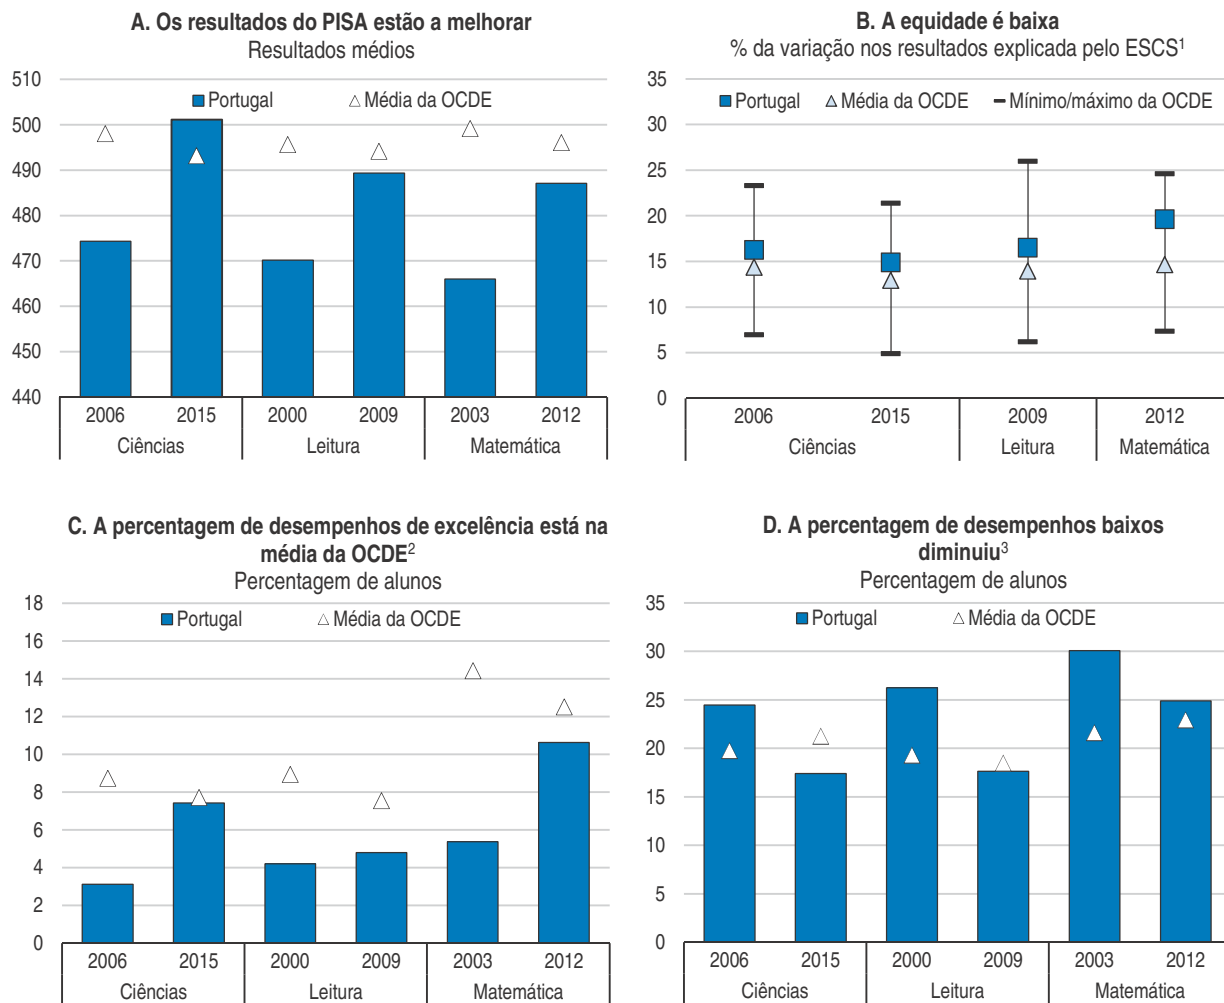 A. Os resultados do PISA estão a melhorar
Resultados médios
510
500
490
480
470
460
450
440
Portugal
Média da OCDE
2006 2015 2000 2009 2003 2012
Ciências Leitura Matemática
B. A equidade é baixa
% da variação nos resultados explicada pelo ESCS¹
35
30
25
20
15
10
5
0
Portugal
Média da OCDE
Mínimo/máximo da OCDE
2006 2015 2009 2012
Ciências Leitura Matemática
C. A percentagem de desempenhos de excelência está na
média da OCDE²
Percentagem de alunos
18
16
14
12
10
8
6
4
2
0
Portugal
Média da OCDE
2006 2015 2000 2009 2003 2012
Ciências Leitura Matemática
D. A percentagem de desempenhos baixos
diminuiu³
Percentagem de alunos
35
30
25
20
15
10
5
0
Portugal
Média da OCDE
2006 2015 2000 2009 2003 2012
Ciências Leitura Matemática